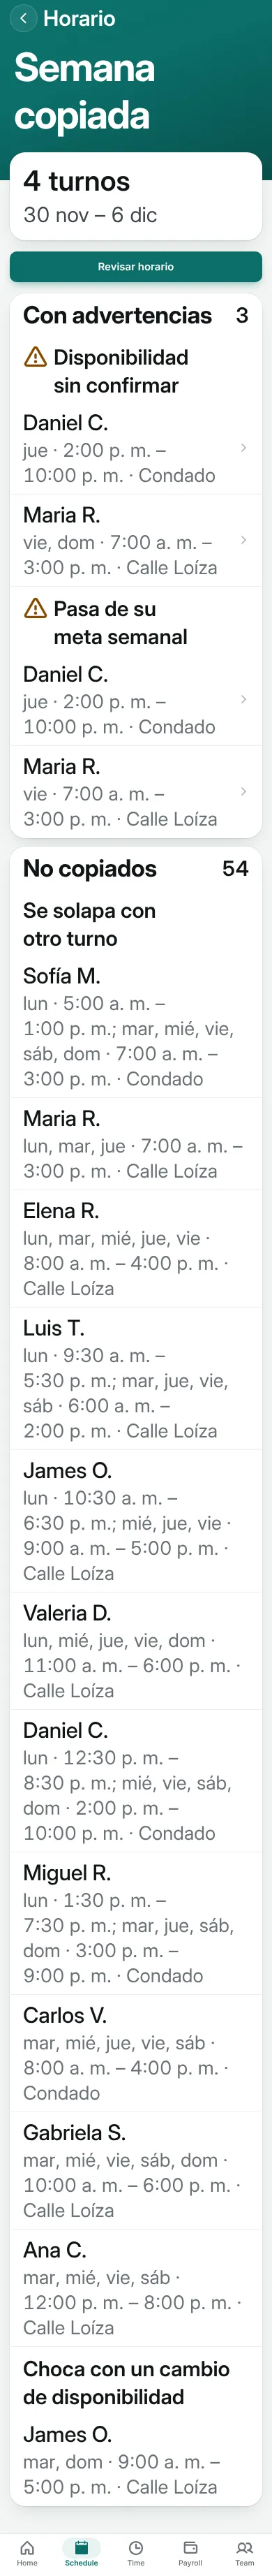 Horario
Semana
copiada
4 turnos
30 nov – 6 dic
Revisar horario
Con advertencias 3
Disponibilidad
sin confirmar
Daniel C.
jue · 2:00 p. m. –
10:00 p. m. · Condado
Maria R.
vie, dom · 7:00 a. m. –
3:00 p. m. · Calle Loíza
Pasa de su
meta semanal
Daniel C.
jue · 2:00 p. m. –
10:00 p. m. · Condado
Maria R.
vie · 7:00 a. m. –
3:00 p. m. · Calle Loíza
No copiados 54
Se solapa con
otro turno
Sofía M.
lun · 5:00 a. m. –
1:00 p. m.; mar, mié, vie,
sáb, dom · 7:00 a. m. –
3:00 p. m. · Condado
Maria R.
lun, mar, jue · 7:00 a. m. –
3:00 p. m. · Calle Loíza
Elena R.
lun, mar, mié, jue, vie ·
8:00 a. m. – 4:00 p. m. ·
Calle Loíza
Luis T.
lun · 9:30 a. m. –
5:30 p. m.; mar, jue, vie,
sáb · 6:00 a. m. –
2:00 p. m. · Calle Loíza
James O.
lun · 10:30 a. m. –
6:30 p. m.; mié, jue, vie ·
9:00 a. m. – 5:00 p. m. ·
Calle Loíza
Valeria D.
lun, mié, jue, vie, dom ·
11:00 a. m. – 6:00 p. m. ·
Calle Loíza
Daniel C.
lun · 12:30 p. m. –
8:30 p. m.; mié, vie, sáb,
dom · 2:00 p. m. –
10:00 p. m. · Condado
Miguel R.
lun · 1:30 p. m. –
7:30 p. m.; mar, jue, sáb,
dom · 3:00 p. m. –
9:00 p. m. · Condado
Carlos V.
mar, mié, jue, vie, sáb ·
8:00 a. m. – 4:00 p. m. ·
Condado
Gabriela S.
mar, mié, vie, sáb, dom ·
10:00 a. m. – 6:00 p. m. ·
Calle Loíza
Ana C.
mar, mié, vie, sáb ·
12:00 p. m. – 8:00 p. m. ·
Calle Loíza
Choca con un cambio
de disponibilidad
James O.
mar, dom · 9:00 a. m. –
5:00 p. m. · Calle Loíza
Home Schedule Time Payroll Team